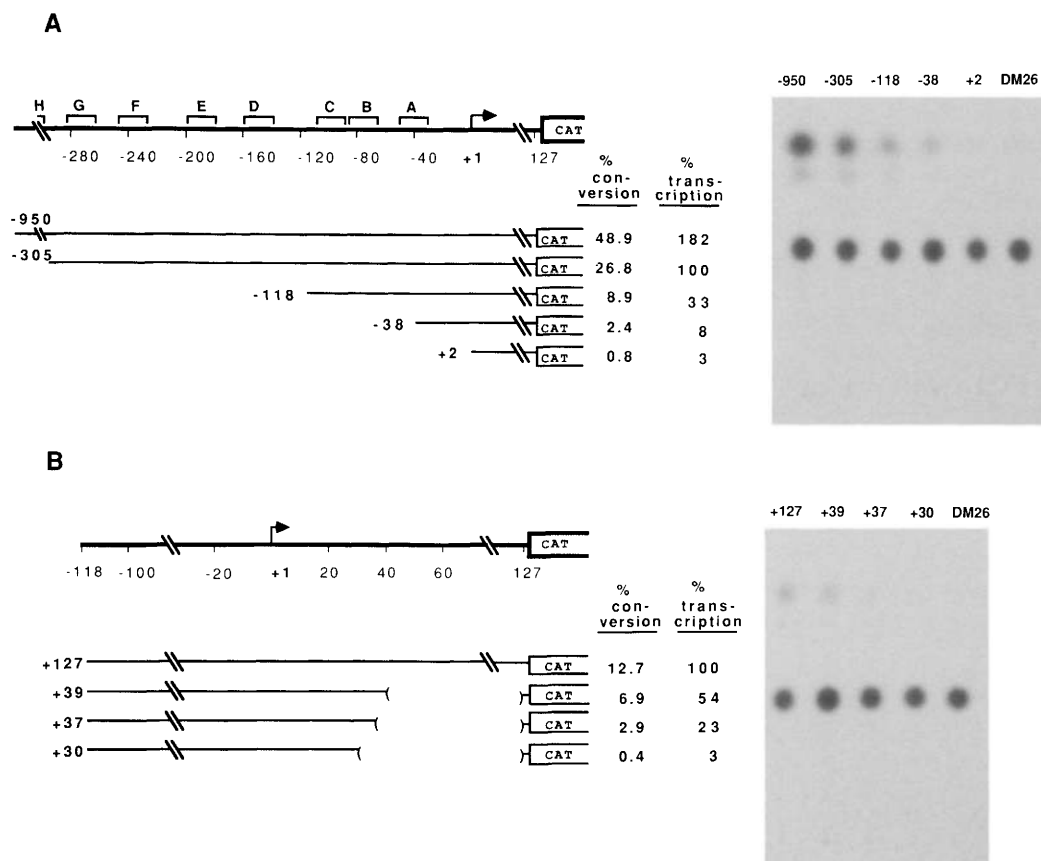 A
H G F E D C B A
CAT
-280 -240 -200 -160 -120 -80 -40 +1 127
% con-version
% trans-cription
-950 CAT 48.9 182
-305 CAT 26.8 100
-118 CAT 8.9 33
-38 CAT 2.4 8
+2 CAT 0.8 3
-950 -305 -118 -38 +2 DM26
B
CAT
-118 -100 -20 +1 20 40 60 127
% con-version
% trans-cription
+127 CAT 12.7 100
+39 CAT 6.9 54
+37 CAT 2.9 23
+30 CAT 0.4 3
+127 +39 +37 +30 DM26